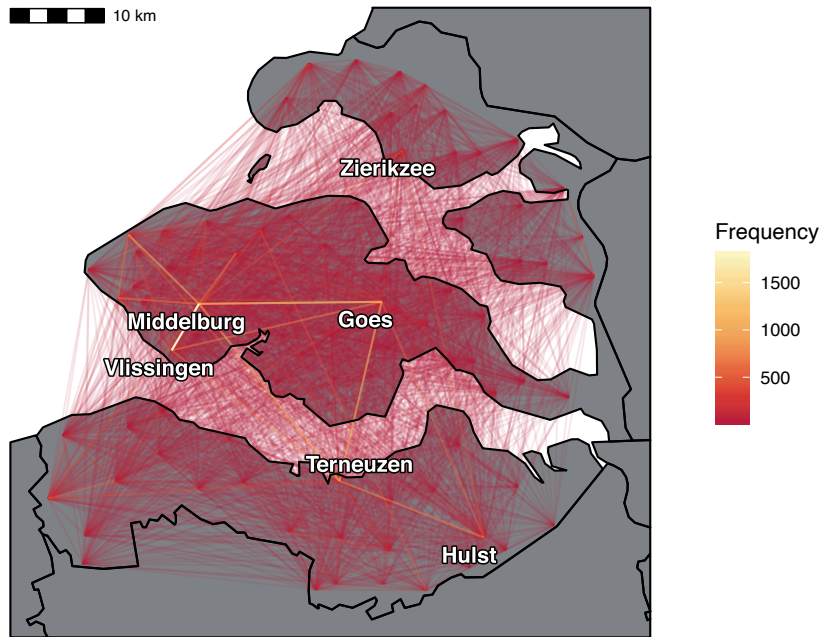 10 km
Zierikzee
Frequency
1500
1000
500
Middelburg
Goes
Vlissingen
Terneuzen
Hulst